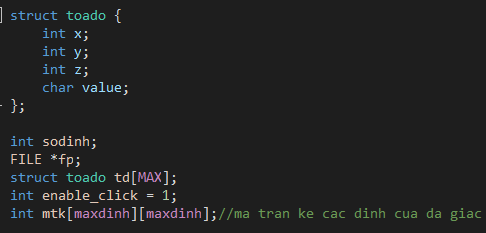 struct toado {
    int x;
    int y;
    int z;
    char value;
};
int sodinh;
FILE *fp;
struct toado td[MAX];
int enable_click = 1;
int mtk[maxdinh][maxdinh];//ma tran ke cac dinh cua da giac